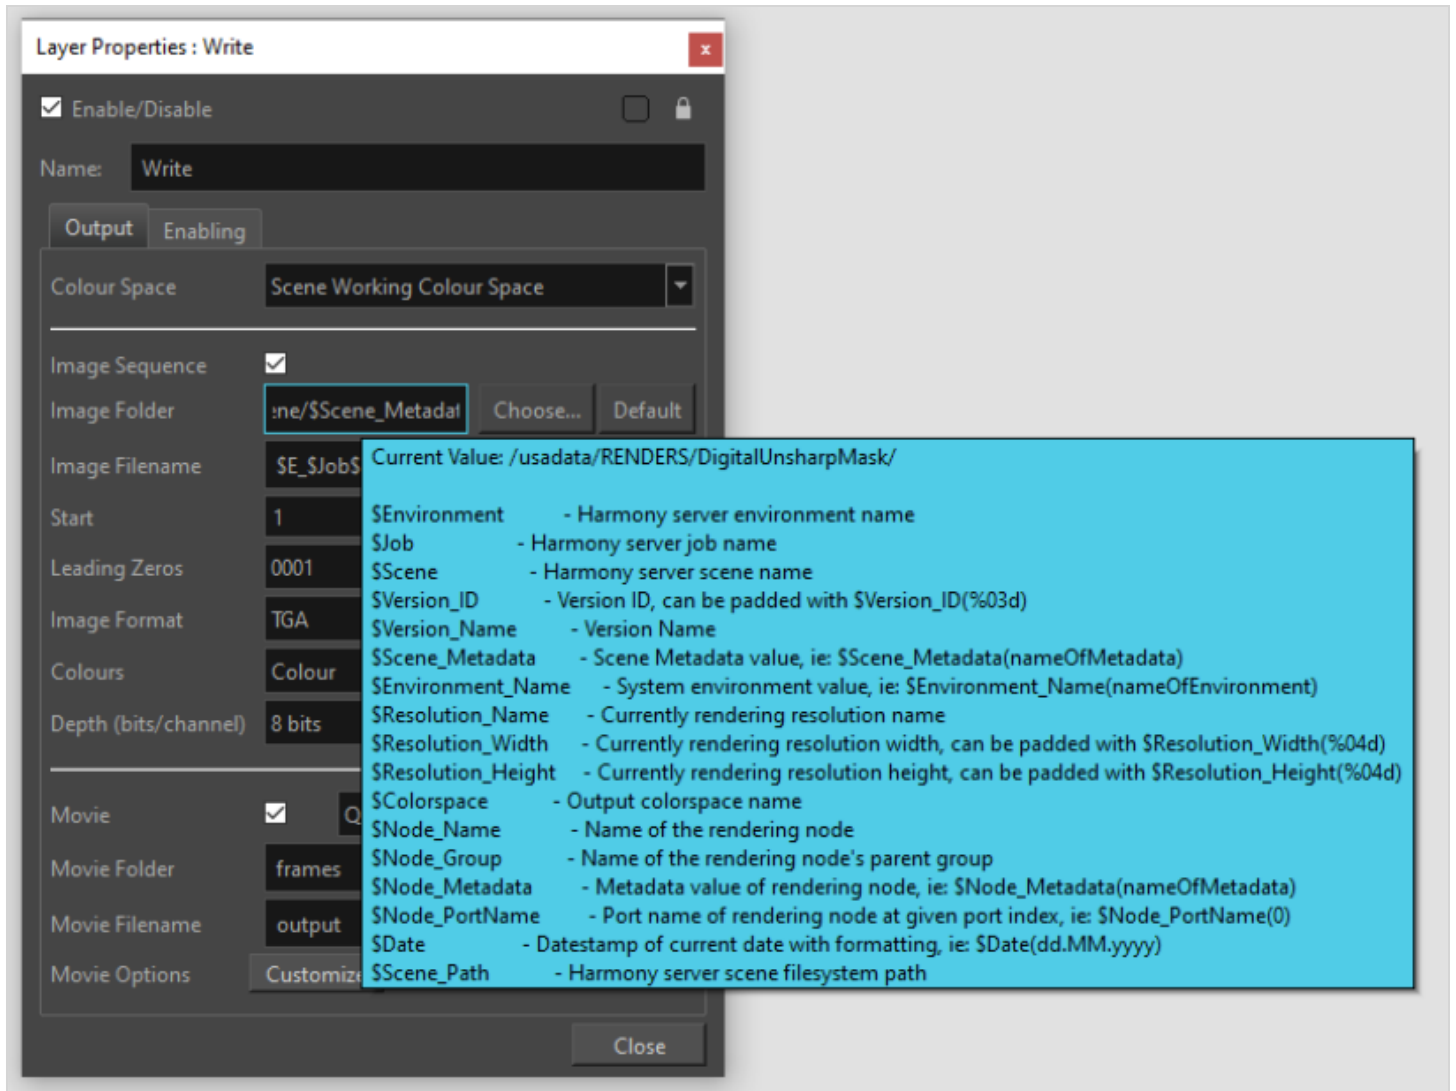 Layer Properties : Write
x
Enable/Disable
Name: Write
Output Enabling
Colour Space Scene Working Colour Space
Image Sequence
Image Folder ene/$Scene_Metadat Choose... Default
Image Filename $E_$Job$
Start 1
Leading Zeros 0001
Image Format TGA
Colours Colour
Depth (bits/channel) 8 bits
Movie Q
Movie Folder frames
Movie Filename output
Movie Options Customize
Close
Current Value: /usadata/RENDERS/DigitalUnsharpMask/
$Environment - Harmony server environment name
$Job - Harmony server job name
$Scene - Harmony server scene name
$Version_ID - Version ID, can be padded with $Version_ID(%03d)
$Version_Name - Version Name
$Scene_Metadata - Scene Metadata value, ie: $Scene_Metadata(nameOfMetadata)
$Environment_Name - System environment value, ie: $Environment_Name(nameOfEnvironment)
$Resolution_Name - Currently rendering resolution name
$Resolution_Width - Currently rendering resolution width, can be padded with $Resolution_Width(%04d)
$Resolution_Height - Currently rendering resolution height, can be padded with $Resolution_Height(%04d)
$Colorspace - Output colorspace name
$Node_Name - Name of the rendering node
$Node_Group - Name of the rendering node's parent group
$Node_Metadata - Metadata value of rendering node, ie: $Node_Metadata(nameOfMetadata)
$Node_PortName - Port name of rendering node at given port index, ie: $Node_PortName(0)
$Date - Datestamp of current date with formatting, ie: $Date(dd.MM.yyyy)
$Scene_Path - Harmony server scene filesystem path